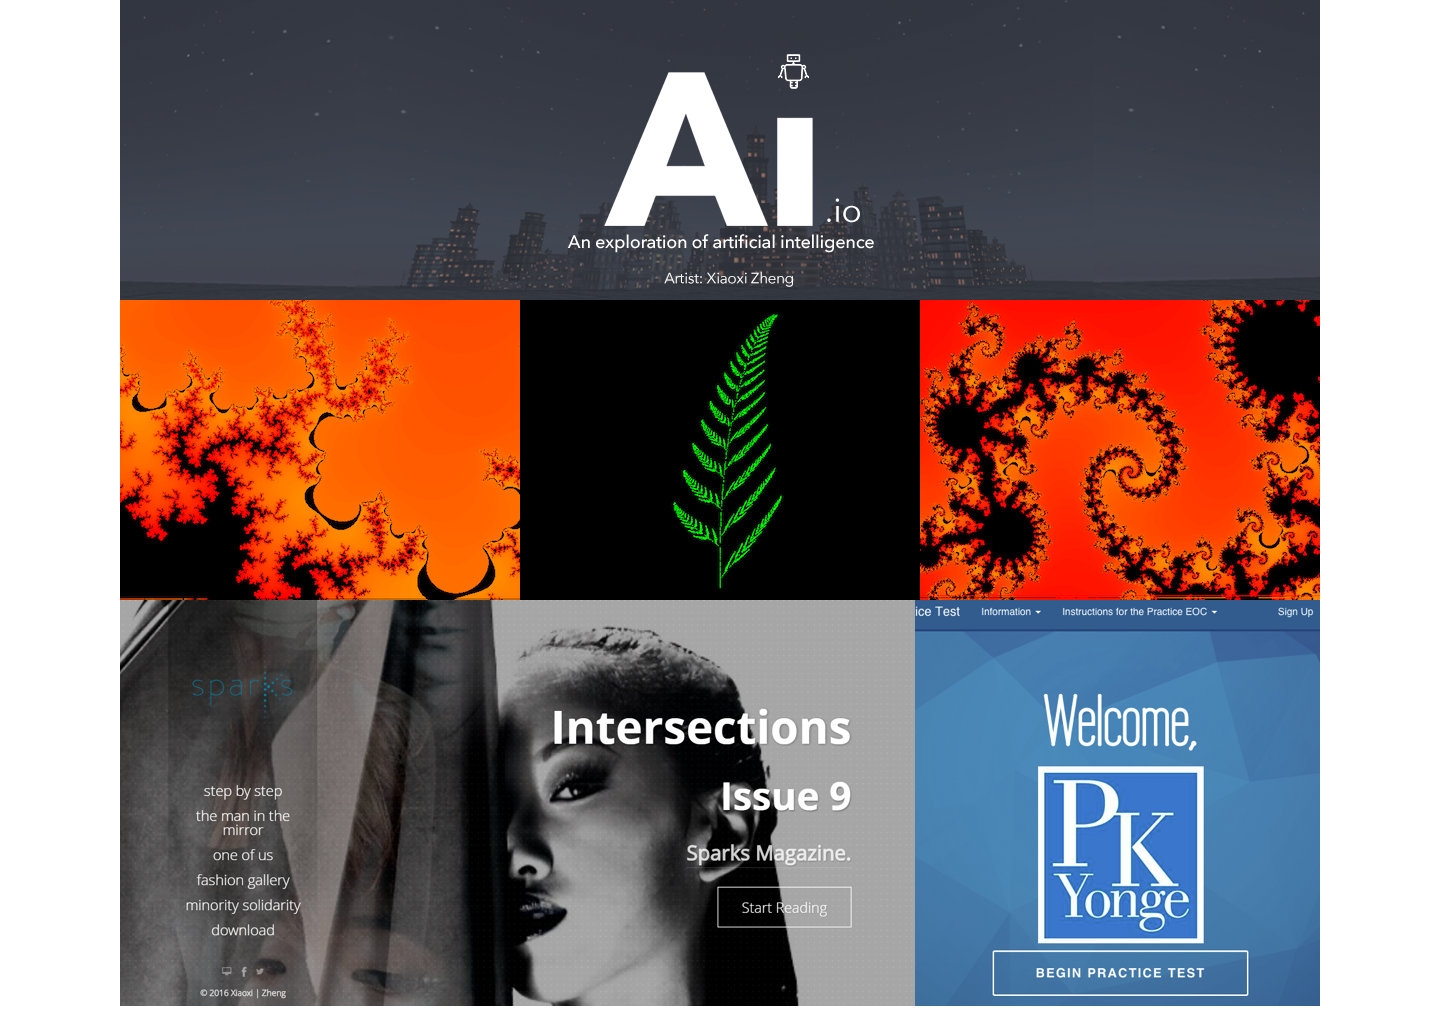 Ai.io
An exploration of artificial intelligence
Artist: Xiaoxi Zheng
sparks
step by step
the man in the
mirror
one of us
fashion gallery
minority solidarity
download
© 2016 Xiaoxi | Zheng
Intersections
Issue 9
Sparks Magazine.
Start Reading
ice Test Information Instructions for the Practice EOC Sign Up
Welcome,
PK
Yonge
BEGIN PRACTICE TEST